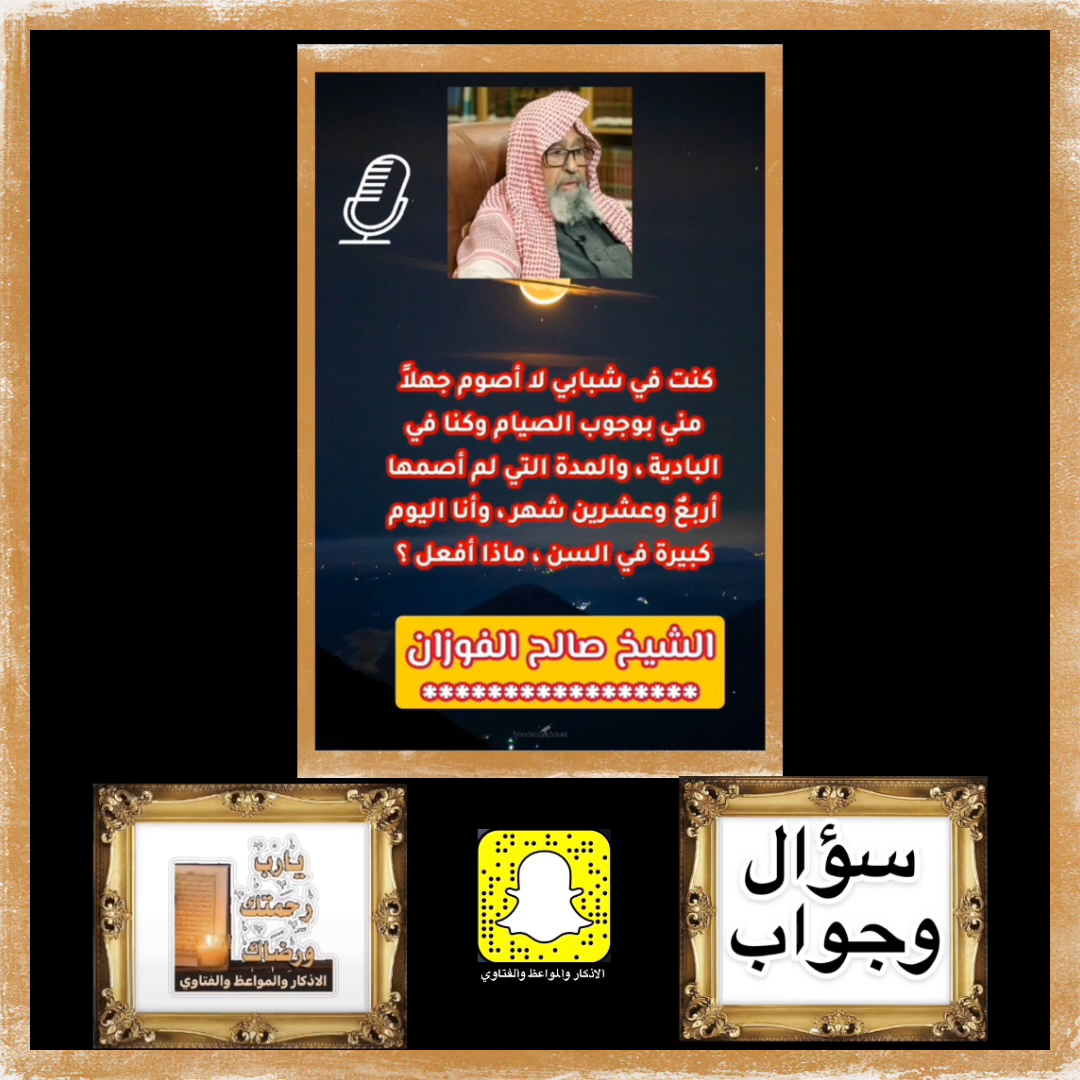 كنت في شبابي لا أصوم جهلاً
مني بوجوب الصيام وكنا في
البادية ، والمدة التي لم أصمها
أربعٌ وعشرين شهر ، وأنا اليوم
كبيرة في السن ، ماذا أفعل ؟
الشيخ صالح الفوزان
*****************
يارب
رحمتك
ورضاك
الاذكار والمواعظ والفتاوي
الاذكار والمواعظ والفتاوي
سؤال
وجواب